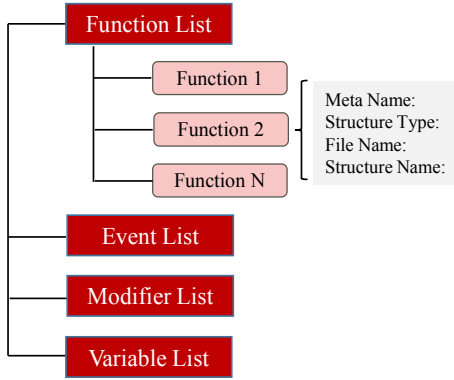 Function List
Function 1
Function 2
Function N
Meta Name:
Structure Type:
File Name:
Structure Name:
Event List
Modifier List
Variable List